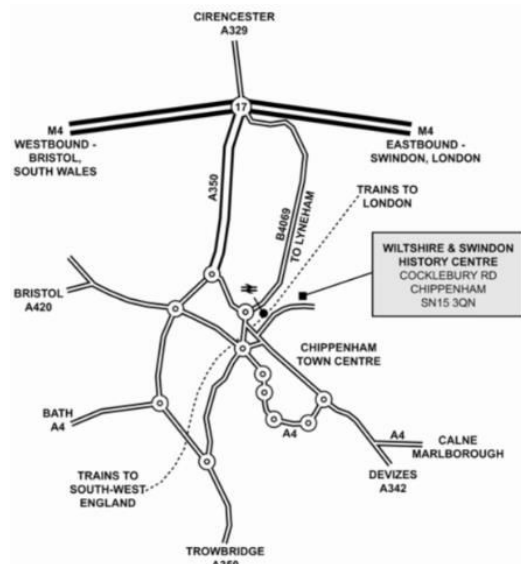 CIRENCESTER
A329
17
M4
WESTBOUND -
BRISTOL,
SOUTH WALES
M4
EASTBOUND -
SWINDON, LONDON
A350
B4069
TO LYNEHAM
TRAINS TO
LONDON
WILTSHIRE & SWINDON
HISTORY CENTRE
COCKLEBURY RD
CHIPPENHAM
SN15 3QN
BRISTOL
A420
CHIPPENHAM
TOWN CENTRE
BATH
A4
A4
A4
CALNE
MARLBOROUGH
DEVIZES
A342
TRAINS TO
SOUTH-WEST
ENGLAND
TROWBRIDGE